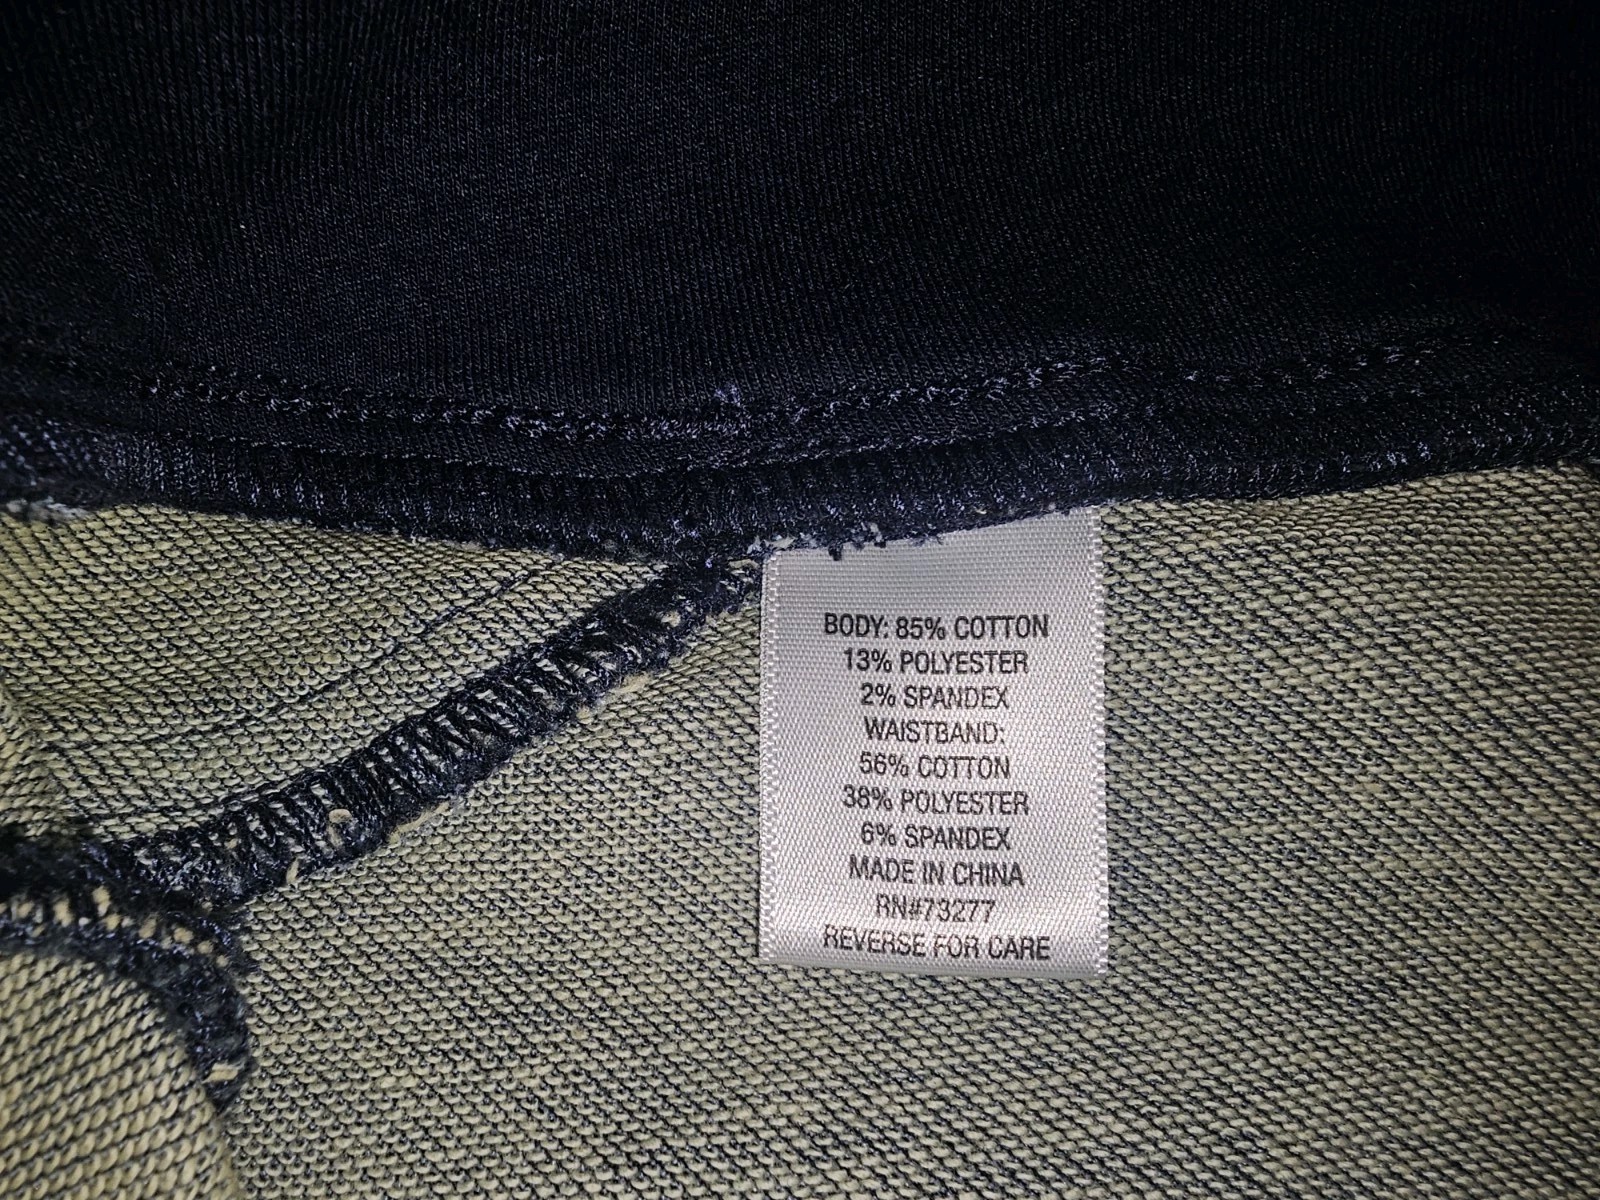 BODY: 85% COTTON
13% POLYESTER
2% SPANDEX
WAISTBAND:
56% COTTON
38% POLYESTER
6% SPANDEX
MADE IN CHINA
RN#73277
REVERSE FOR CARE